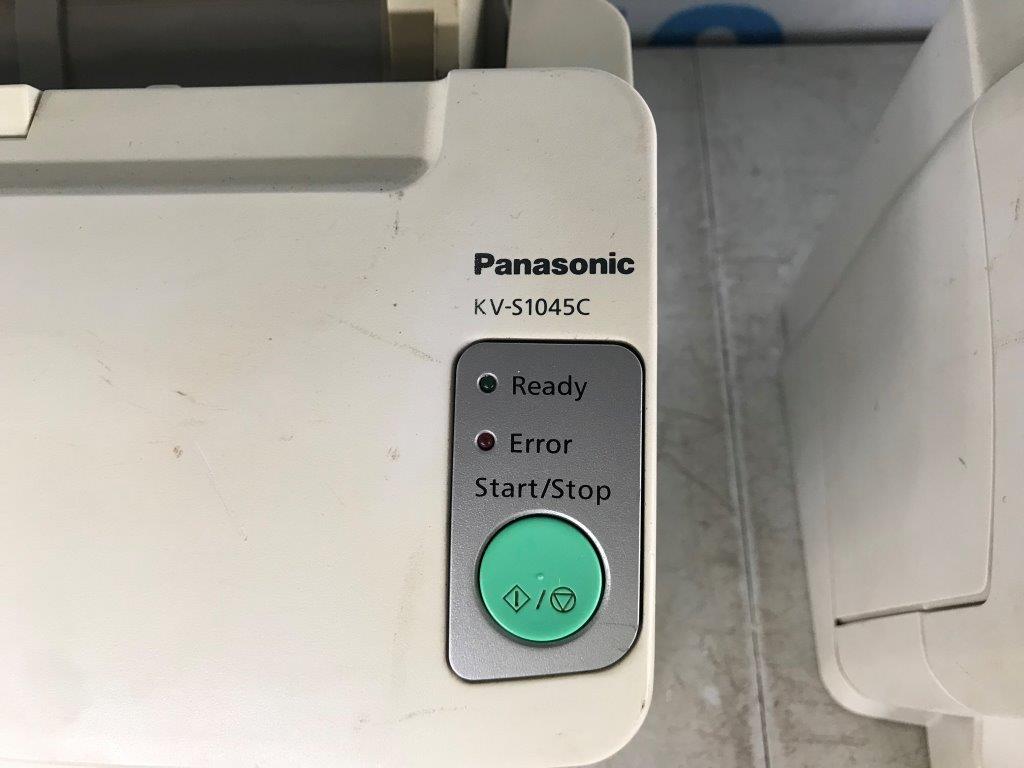 Panasonic
KV-S1045C
Ready
Error
Start/Stop